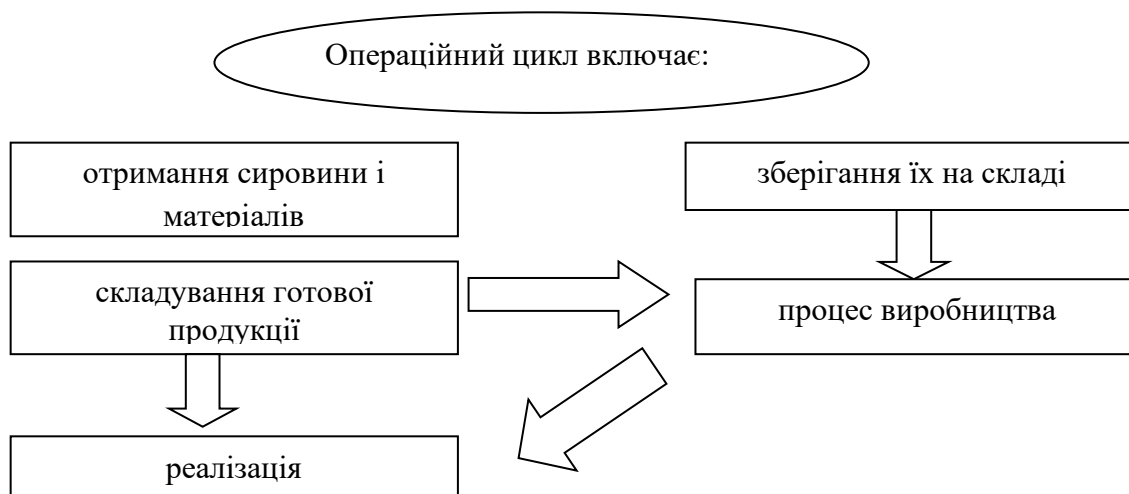 Операційний цикл включає:
отримання сировини і
матеріалів
зберігання їх на складі
складування готової
продукції
процес виробництва
реалізація